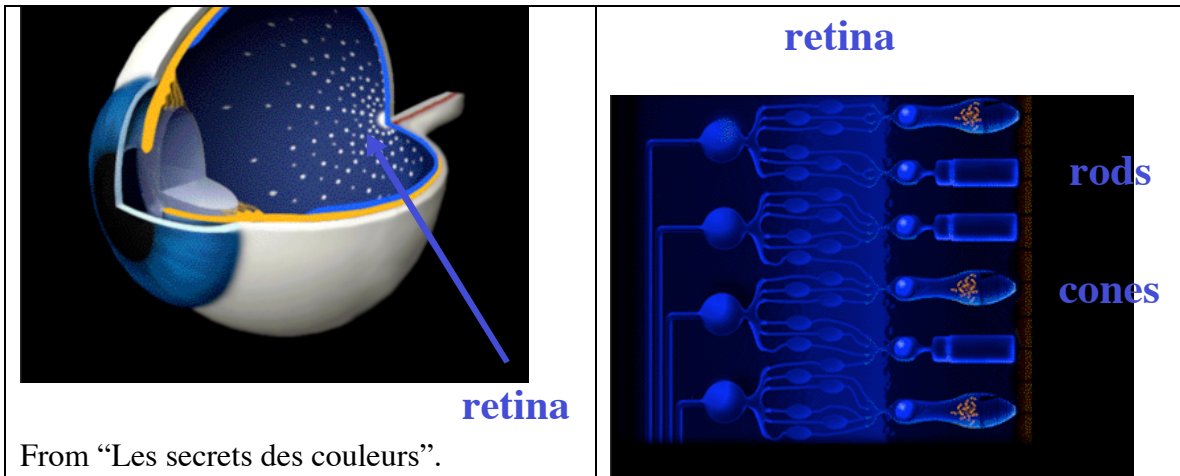 retina
From “Les secrets des couleurs”.
retina
rods
cones